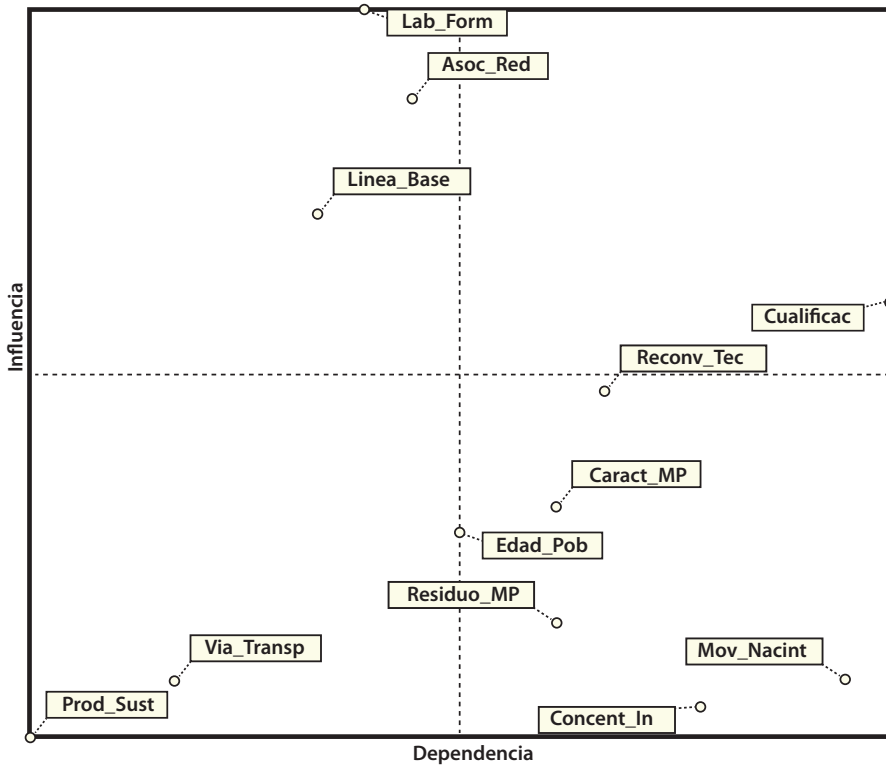 Lab_Form
Asoc_Red
Linea_Base
Cualificac
Influencia
Reconv_Tec
Caract_MP
Edad_Pob
Residuo_MP
Via_Transp
Mov_Nacint
Prod_Sust
Concent_In
Dependencia